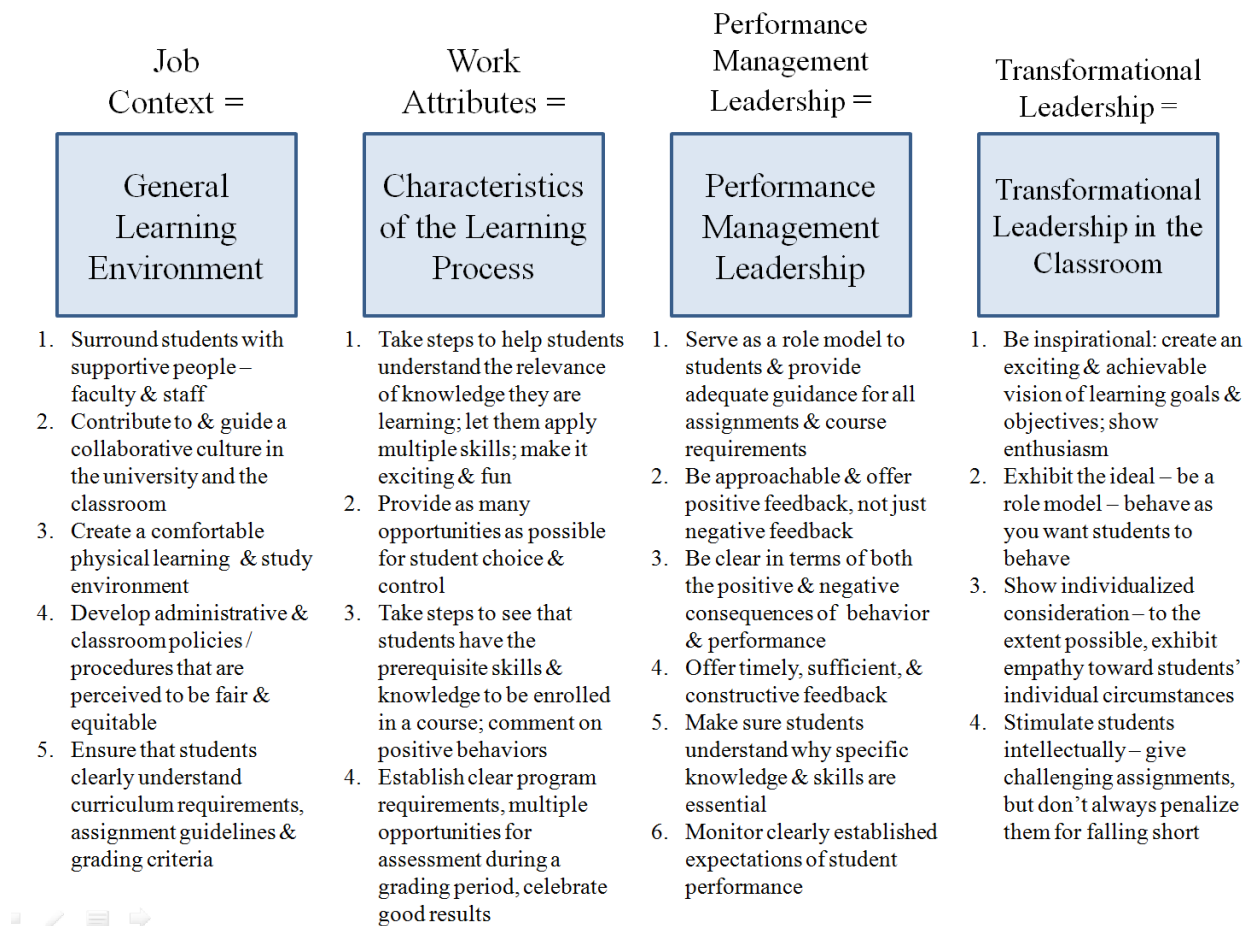 Job
Context =
General
Learning
Environment
1. Surround students with
supportive people –
faculty & staff
2. Contribute to & guide a
collaborative culture in
the university and the
classroom
3. Create a comfortable
physical learning & study
environment
4. Develop administrative &
classroom policies /
procedures that are
perceived to be fair &
equitable
5. Ensure that students
clearly understand
curriculum requirements,
assignment guidelines &
grading criteria
Work
Attributes =
Characteristics
of the Learning
Process
1. Take steps to help students
understand the relevance
of knowledge they are
learning; let them apply
multiple skills; make it
exciting & fun
2. Provide as many
opportunities as possible
for student choice &
control
3. Take steps to see that
students have the
prerequisite skills &
knowledge to be enrolled
in a course; comment on
positive behaviors
4. Establish clear program
requirements, multiple
opportunities for
assessment during a
grading period, celebrate
good results
Performance
Management
Leadership =
Performance
Management
Leadership
1. Serve as a role model to
students & provide
adequate guidance for all
assignments & course
requirements
2. Be approachable & offer
positive feedback, not just
negative feedback
3. Be clear in terms of both
the positive & negative
consequences of behavior
& performance
4. Offer timely, sufficient, &
constructive feedback
5. Make sure students
understand why specific
knowledge & skills are
essential
6. Monitor clearly established
expectations of student
performance
Transformational
Leadership =
Transformational
Leadership in the
Classroom
1. Be inspirational: create an
exciting & achievable
vision of learning goals &
objectives; show
enthusiasm
2. Exhibit the ideal – be a
role model – behave as
you want students to
behave
3. Show individualized
consideration – to the
extent possible, exhibit
empathy toward students’
individual circumstances
4. Stimulate students
intellectually – give
challenging assignments,
but don’t always penalize
them for falling short